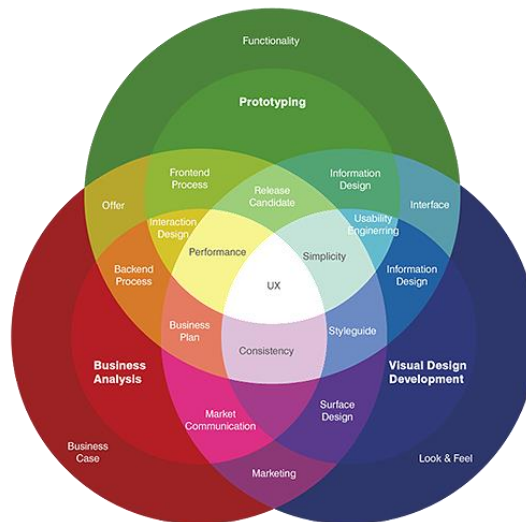 Functionality
Prototyping
Frontend
Process
Information
Design
Release
Candidate
Offer
Interface
Interaction
Design
Usability
Enginerring
Performance
Simplicity
Backend
Process
Information
Design
UX
Business
Plan
Styleguide
Consistency
Business
Analysis
Visual Design
Development
Market
Communication
Surface
Design
Business
Case
Marketing
Look & Feel